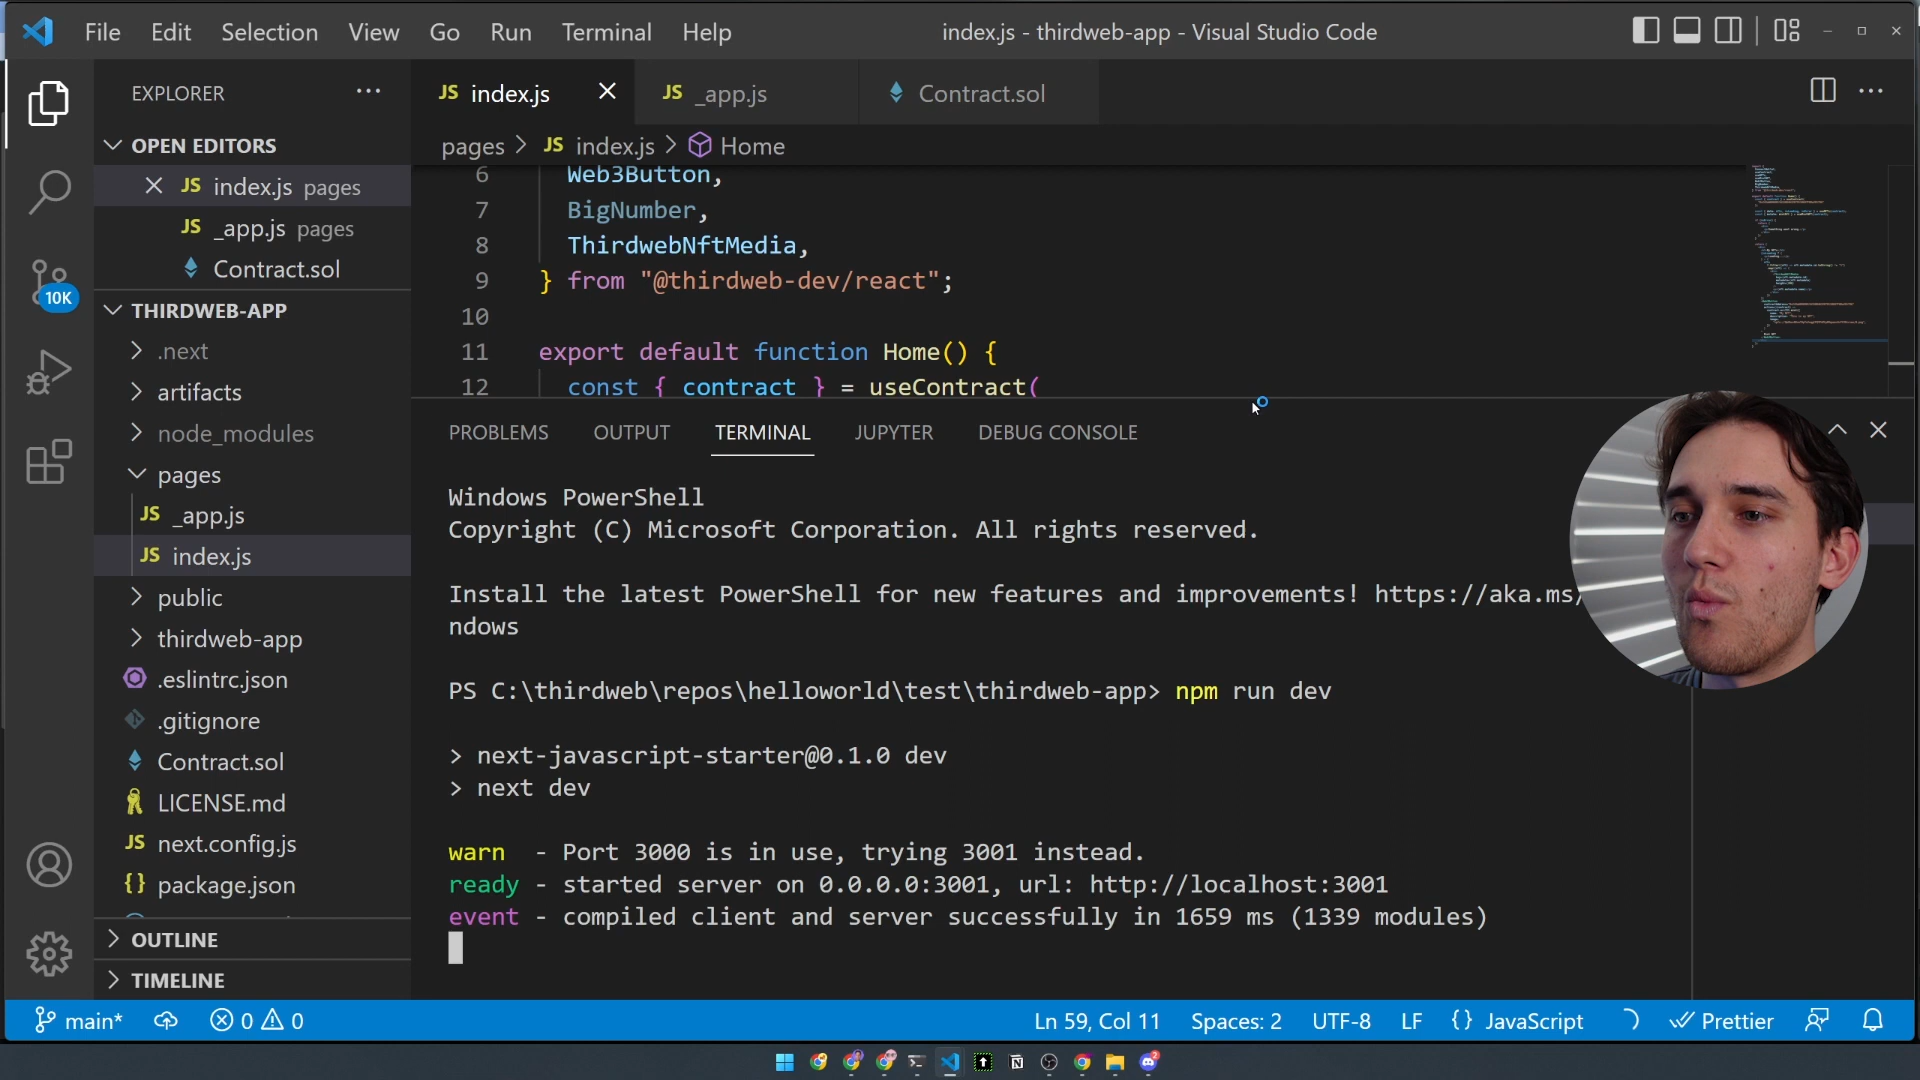 File Edit Selection View Go Run Terminal Help
index.js - thirdweb-app - Visual Studio Code
EXPLORER
OPEN EDITORS
JS index.js pages
JS _app.js pages
Contract.sol
10K
THIRDWEB-APP
.next
artifacts
node_modules
pages
JS _app.js
JS index.js
public
thirdweb-app
.eslintrc.json
.gitignore
Contract.sol
LICENSE.md
JS next.config.js
{} package.json
OUTLINE
TIMELINE
JS index.js
JS _app.js
Contract.sol
pages > JS index.js > Home
6 Web3Button,
7 BigNumber,
8 ThirdwebNftMedia,
9 } from "@thirdweb-dev/react";
10
11 export default function Home() {
12 const { contract } = useContract(
PROBLEMS OUTPUT TERMINAL JUPYTER DEBUG CONSOLE
Windows PowerShell
Copyright (C) Microsoft Corporation. All rights reserved.
Install the latest PowerShell for new features and improvements! https://aka.ms/
ndows
PS C:\thirdweb\repos\helloworld\test\thirdweb-app> npm run dev
> next-javascript-starter@0.1.0 dev
> next dev
warn - Port 3000 is in use, trying 3001 instead.
ready - started server on 0.0.0.0:3001, url: http://localhost:3001
event - compiled client and server successfully in 1659 ms (1339 modules)
main* 0 0 Ln 59, Col 11 Spaces: 2 UTF-8 LF {} JavaScript Prettier